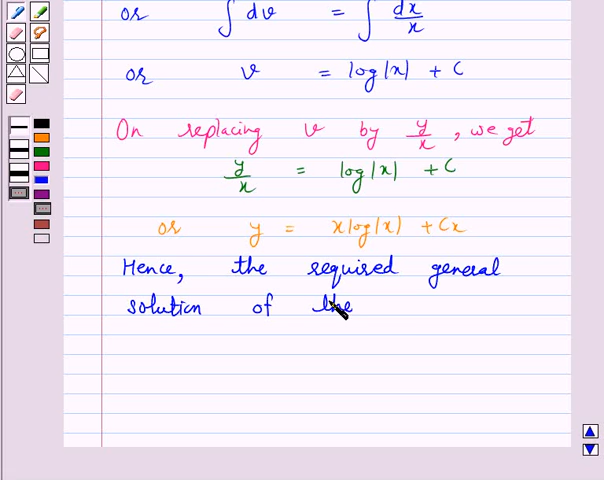 or ∫ dv = ∫ dx/x
or v = log|x| + C
On replacing v by y/x, we get
y/x = log|x| + C
or y = xlog|x| + Cx
Hence, the required general
solution of the